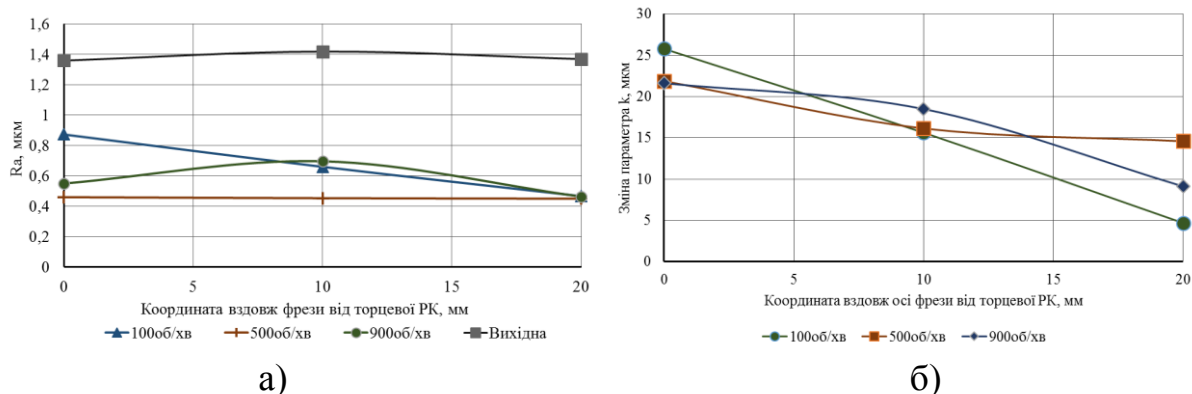 Ra, мкм
1,6
1,4
1,2
1
0,8
0,6
0,4
0,2
0
0 5 10 15 20
Координата вздовж фрези від торцевої РК, мм
100об/хв 500об/хв 900об/хв Вихідна
а)
Зміна параметра k, мкм
30
25
20
15
10
5
0
0 5 10 15 20
Координата вздовж осі фрези від торцевої РК, мм
100об/хв 500об/хв 900об/хв
б)